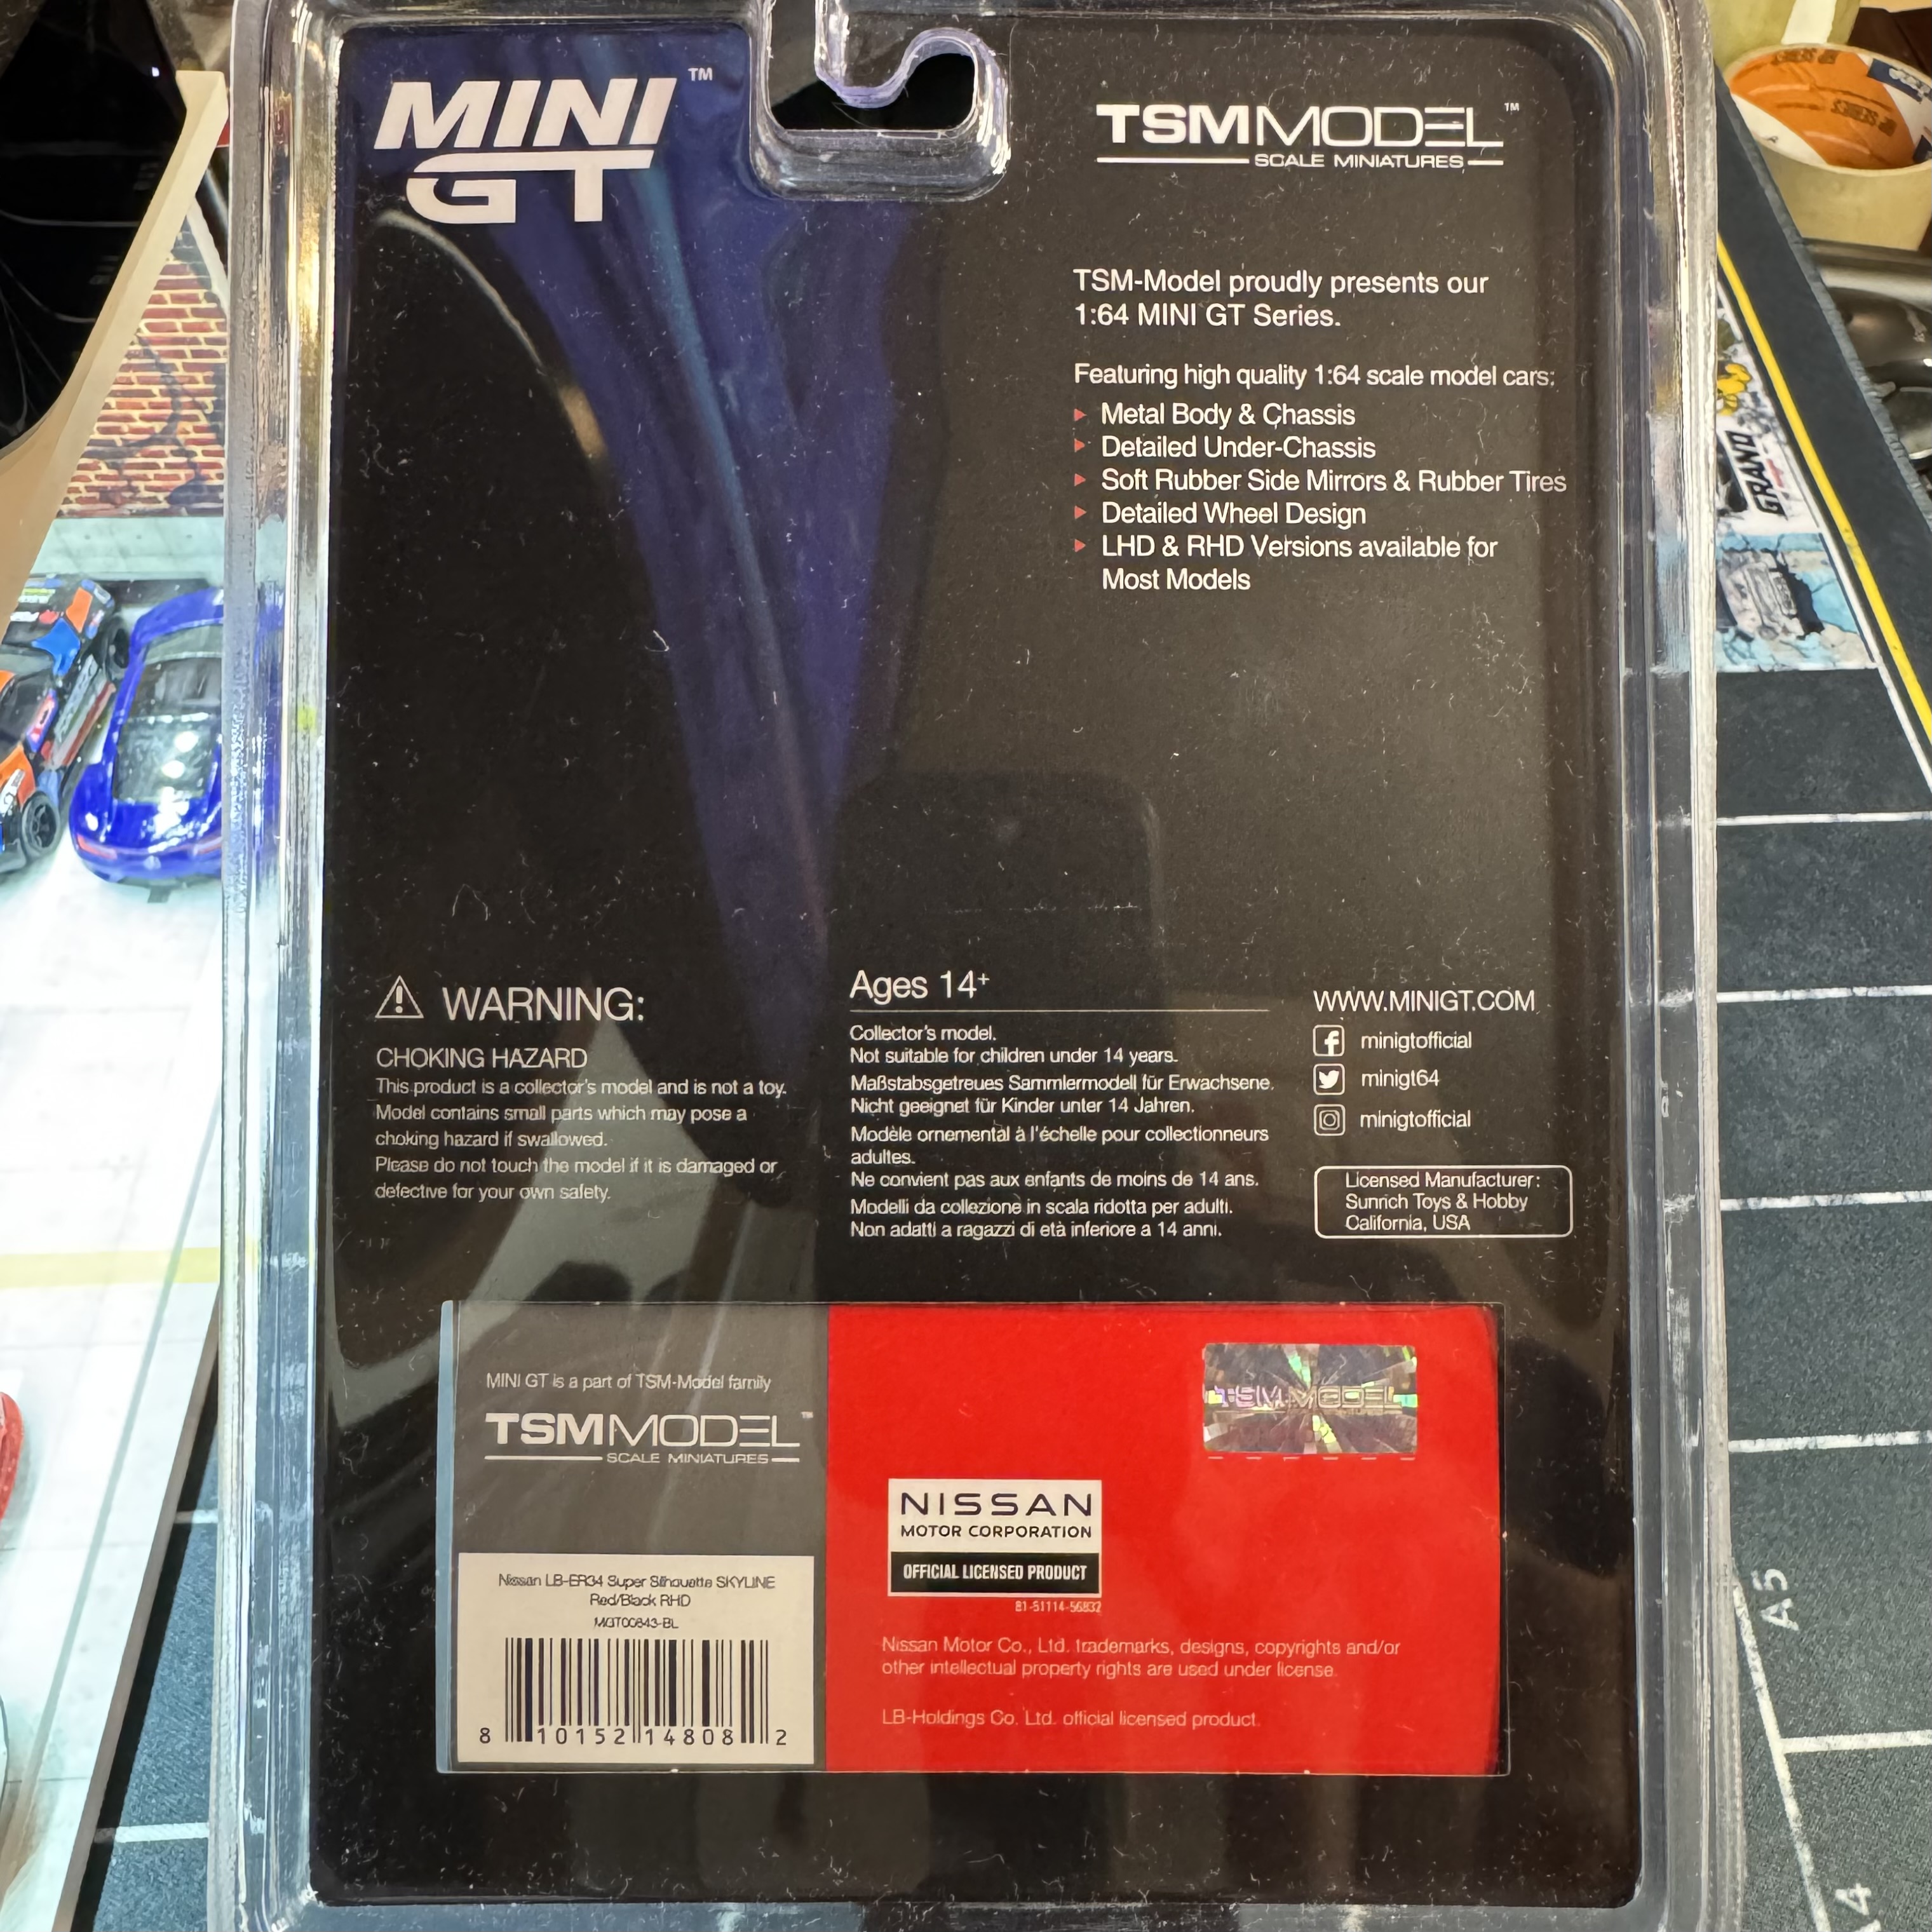 MINI
GT
™
TSMMODEL™
SCALE MINIATURES
TSM-Model proudly presents our
1:64 MINI GT Series.
Featuring high quality 1:64 scale model cars:
Metal Body & Chassis
Detailed Under-Chassis
Soft Rubber Side Mirrors & Rubber Tires
Detailed Wheel Design
LHD & RHD Versions available for
Most Models
WARNING:
CHOKING HAZARD
This product is a collector's model and is not a toy.
Model contains small parts which may pose a
choking hazard if swallowed.
Please do not touch the model if it is damaged or
defective for your own safety.
Ages 14+
Collector's model.
Not suitable for children under 14 years.
Maßstabsgetreues Sammlermodell für Erwachsene.
Nicht geeignet für Kinder unter 14 Jahren.
Modèle ornemental à l'échelle pour collectionneurs
adultes.
Ne convient pas aux enfants de moins de 14 ans.
Modelli da collezione in scala ridotta per adulti.
Non adatti a ragazzi di età inferiore a 14 anni.
WWW.MINIGT.COM
minigtofficial
minigt64
minigtofficial
Licensed Manufacturer:
Sunrich Toys & Hobby
California, USA
MINI GT is a part of TSM-Model family
TSMMODEL™
SCALE MINIATURES
Nissan LB-ER34 Super Silhouette SKYLINE
Red/Black RHD
MGT00843-BL
8 10152 14808 2
TSMMODEL
NISSAN
MOTOR CORPORATION
OFFICIAL LICENSED PRODUCT
81-51114-56832
Nissan Motor Co., Ltd. trademarks, designs, copyrights and/or
other intellectual property rights are used under license.
LB-Holdings Co. Ltd. official licensed product.
GRAND
A5
4